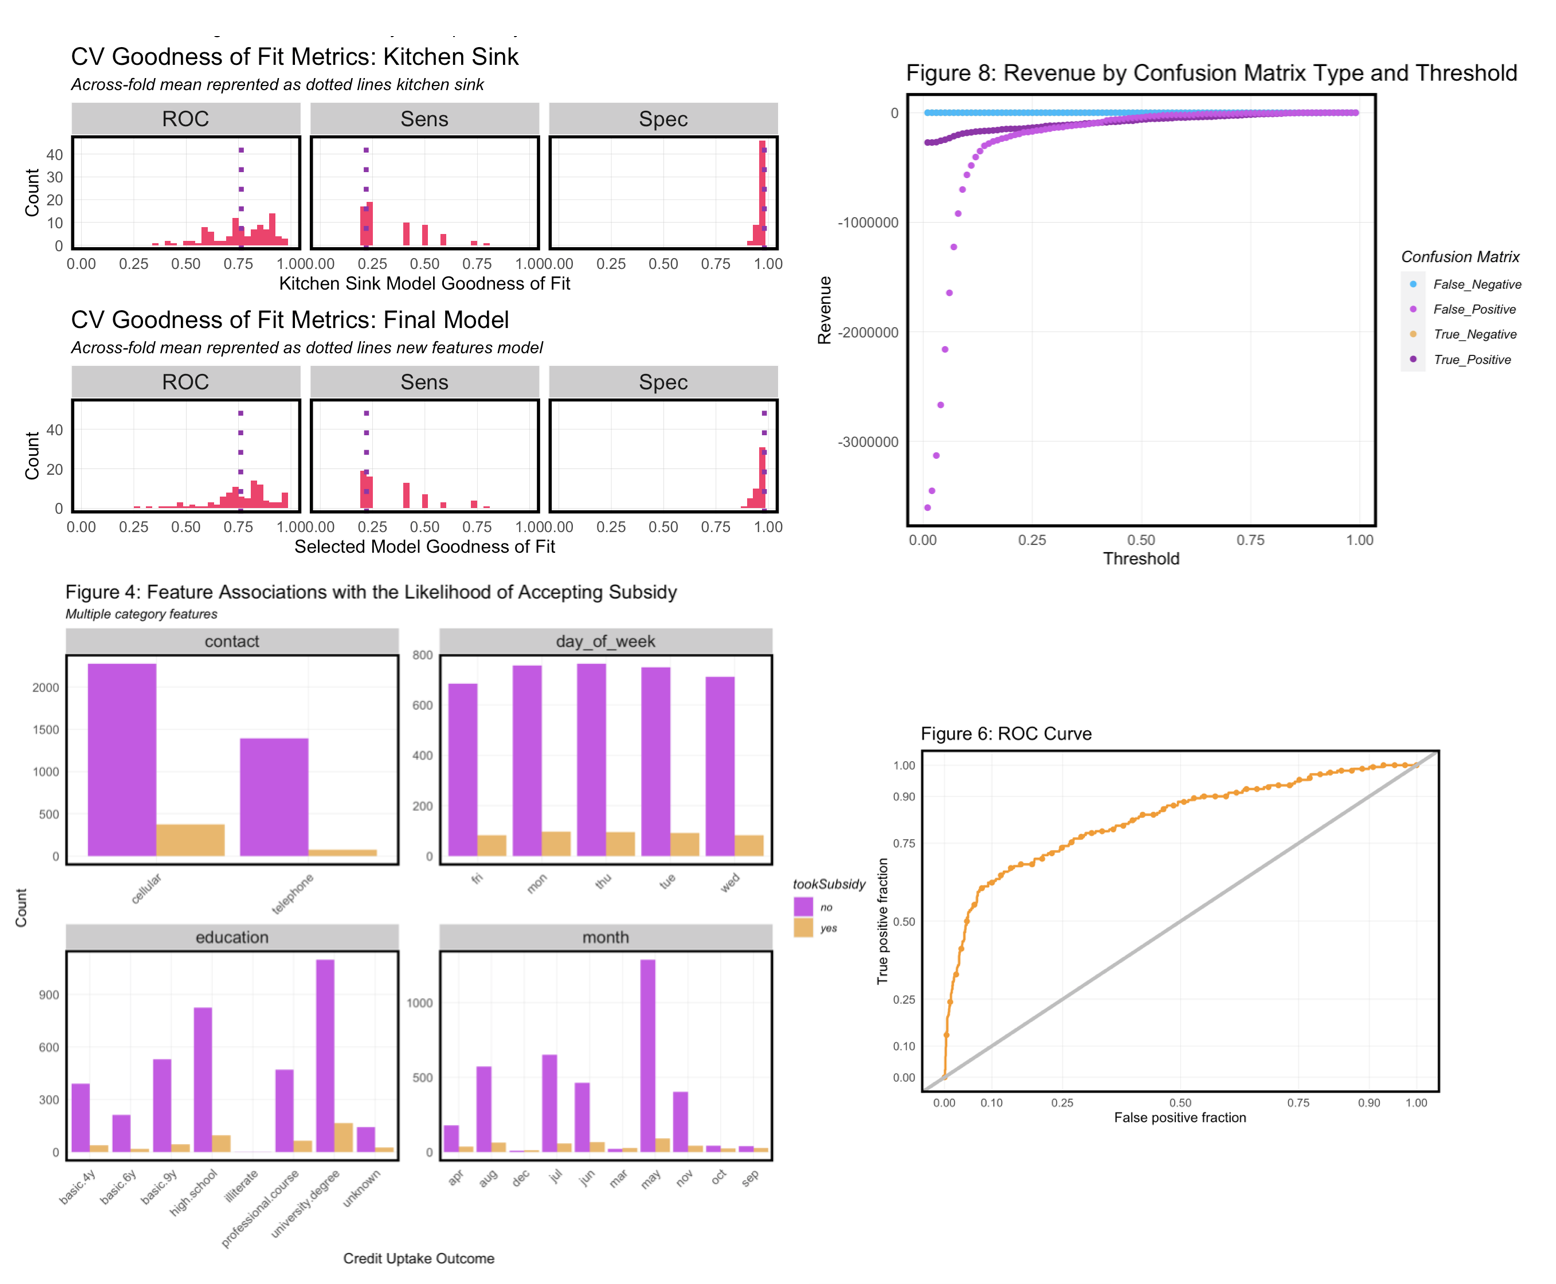 CV Goodness of Fit Metrics: Kitchen Sink
Across-fold mean reprented as dotted lines kitchen sink
ROC Sens Spec
Count
40
30
20
10
0
0.00 0.25 0.50 0.75 1.000.00 0.25 0.50 0.75 1.000.00 0.25 0.50 0.75 1.00
Kitchen Sink Model Goodness of Fit
CV Goodness of Fit Metrics: Final Model
Across-fold mean reprented as dotted lines new features model
ROC Sens Spec
Count
40
20
0
0.00 0.25 0.50 0.75 1.000.00 0.25 0.50 0.75 1.000.00 0.25 0.50 0.75 1.00
Selected Model Goodness of Fit
Figure 8: Revenue by Confusion Matrix Type and Threshold
Revenue
0
-1000000
-2000000
-3000000
0.00 0.25 0.50 0.75 1.00
Threshold
Confusion Matrix
False_Negative
False_Positive
True_Negative
True_Positive
Figure 4: Feature Associations with the Likelihood of Accepting Subsidy
Multiple category features
contact
2000
1500
1000
500
0
cellular telephone
day_of_week
800
600
400
200
0
fri mon thu tue wed
Count
education
900
600
300
0
basic.4y basic.6y basic.9y high.school illiterate professional.course university.degree unknown
month
1000
500
0
apr aug dec jul jun mar may nov oct sep
Credit Uptake Outcome
tookSubsidy
no
yes
Figure 6: ROC Curve
True positive fraction
1.00
0.90
0.75
0.50
0.25
0.10
0.00
0.00 0.10 0.25 0.50 0.75 0.90 1.00
False positive fraction